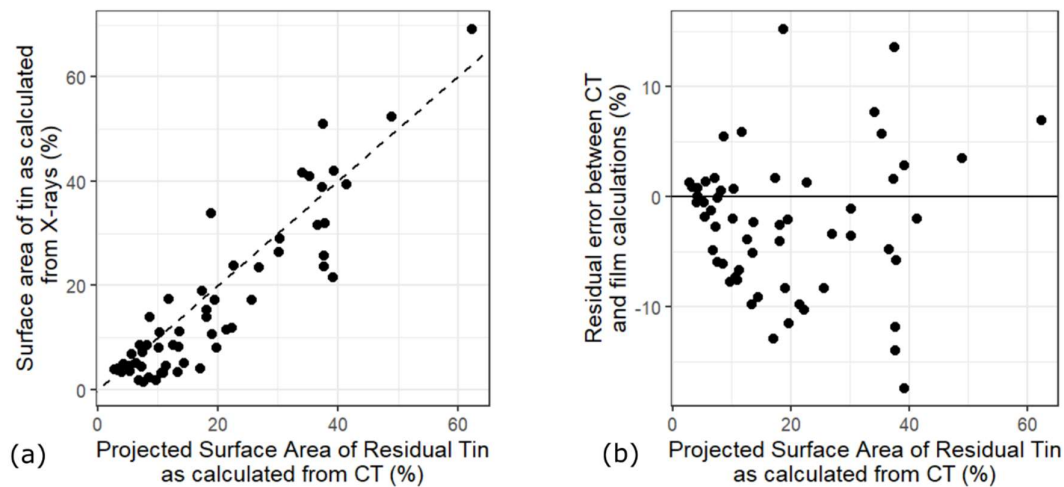 Surface area of tin as calculated
from X-rays (%)
60
40
20
0
0 20 40 60
(a)
Projected Surface Area of Residual Tin
as calculated from CT (%)
Residual error between CT
and film calculations (%)
10
0
-10
0 20 40 60
(b)
Projected Surface Area of Residual Tin
as calculated from CT (%)